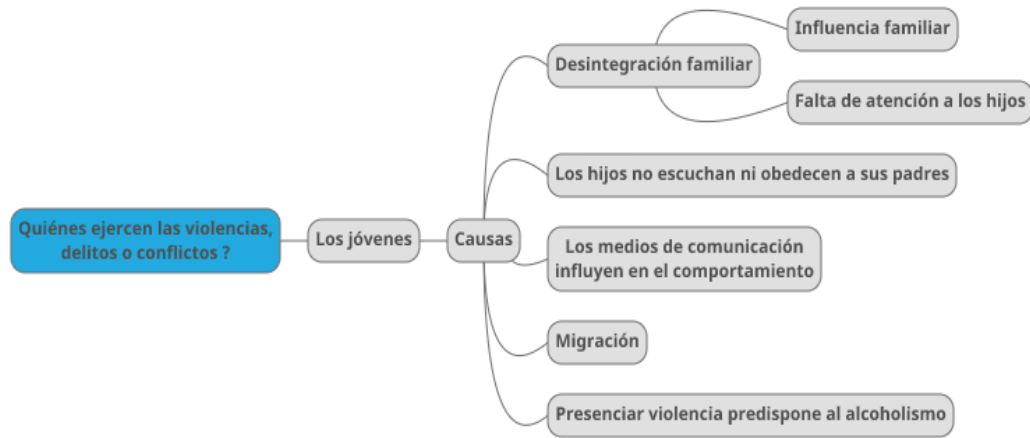 Quiénes ejercen las violencias,
delitos o conflictos ?
Los jóvenes
Causas
Desintegración familiar
Influencia familiar
Falta de atención a los hijos
Los hijos no escuchan ni obedecen a sus padres
Los medios de comunicación
influyen en el comportamiento
Migración
Presenciar violencia predispone al alcoholismo